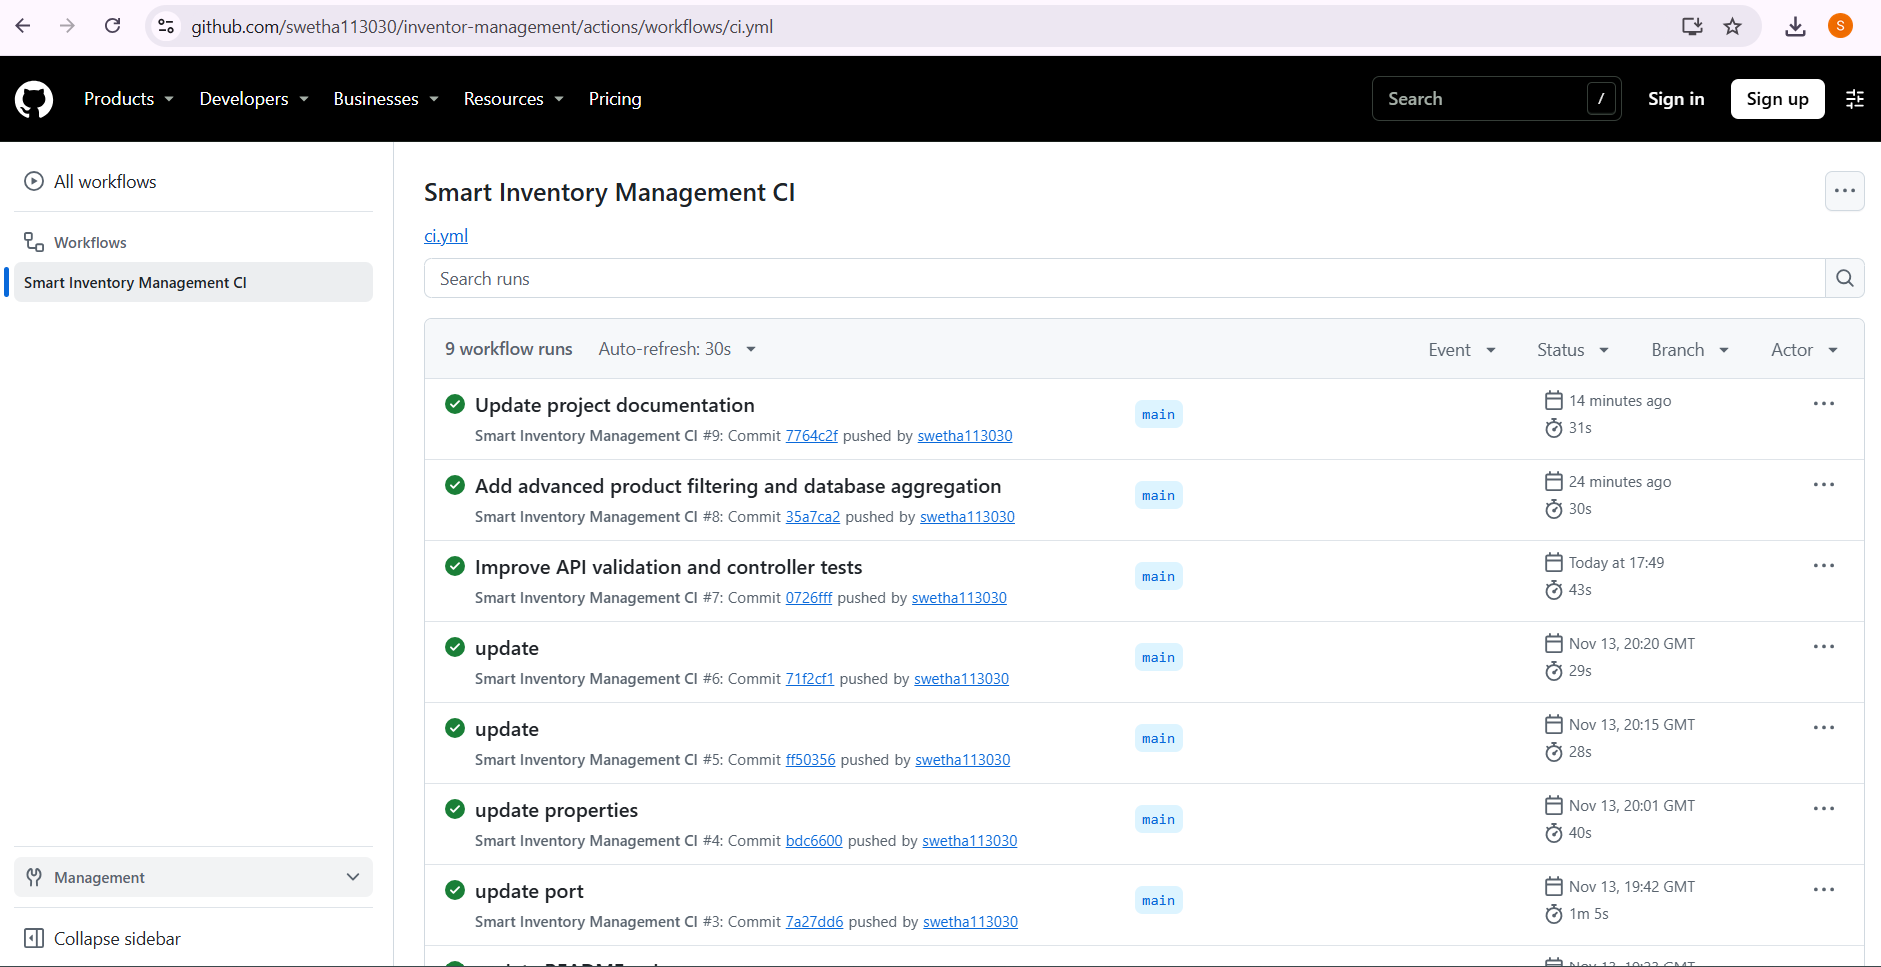 github.com/swetha113030/inventor-management/actions/workflows/ci.yml
S
Products Developers Businesses Resources Pricing
Search /
Sign in
Sign up
All workflows
Workflows
Smart Inventory Management CI
Management
Collapse sidebar
Smart Inventory Management CI
ci.yml
Search runs
9 workflow runs Auto-refresh: 30s Event Status Branch Actor
Update project documentation
Smart Inventory Management CI #9: Commit 7764c2f pushed by swetha113030
main
14 minutes ago
31s
Add advanced product filtering and database aggregation
Smart Inventory Management CI #8: Commit 35a7ca2 pushed by swetha113030
main
24 minutes ago
30s
Improve API validation and controller tests
Smart Inventory Management CI #7: Commit 0726fff pushed by swetha113030
main
Today at 17:49
43s
update
Smart Inventory Management CI #6: Commit 71f2cf1 pushed by swetha113030
main
Nov 13, 20:20 GMT
29s
update
Smart Inventory Management CI #5: Commit ff50356 pushed by swetha113030
main
Nov 13, 20:15 GMT
28s
update properties
Smart Inventory Management CI #4: Commit bdc6600 pushed by swetha113030
main
Nov 13, 20:01 GMT
40s
update port
Smart Inventory Management CI #3: Commit 7a27dd6 pushed by swetha113030
main
Nov 13, 19:42 GMT
1m 5s